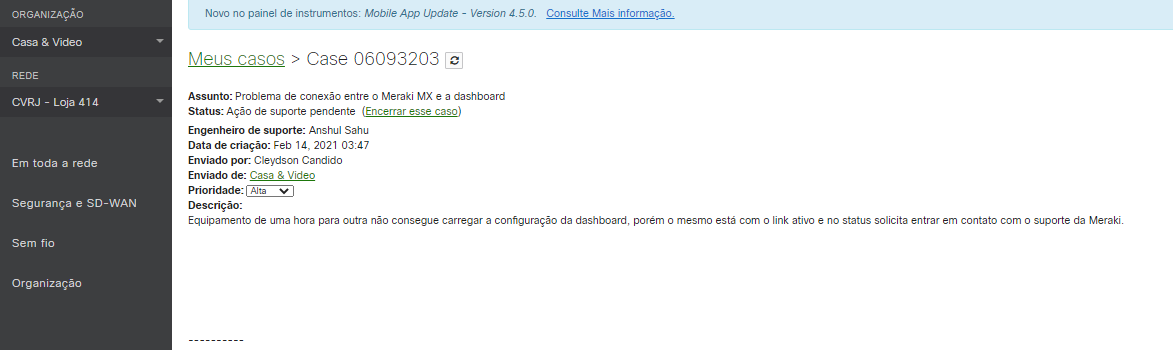 ORGANIZAÇÃO
Casa & Video
REDE
CVRJ - Loja 414
Em toda a rede
Segurança e SD-WAN
Sem fio
Organização
Novo no painel de instrumentos: Mobile App Update - Version 4.5.0. Consulte Mais informação.
Meus casos > Case 06093203
Assunto: Problema de conexão entre o Meraki MX e a dashboard
Status: Ação de suporte pendente (Encerrar esse caso)
Engenheiro de suporte: Anshul Sahu
Data de criação: Feb 14, 2021 03:47
Enviado por: Cleydson Candido
Enviado de: Casa & Video
Prioridade: Alta
Descrição:
Equipamento de uma hora para outra não consegue carregar a configuração da dashboard, porém o mesmo está com o link ativo e no status solicita entrar em contato com o suporte da Meraki.
----------